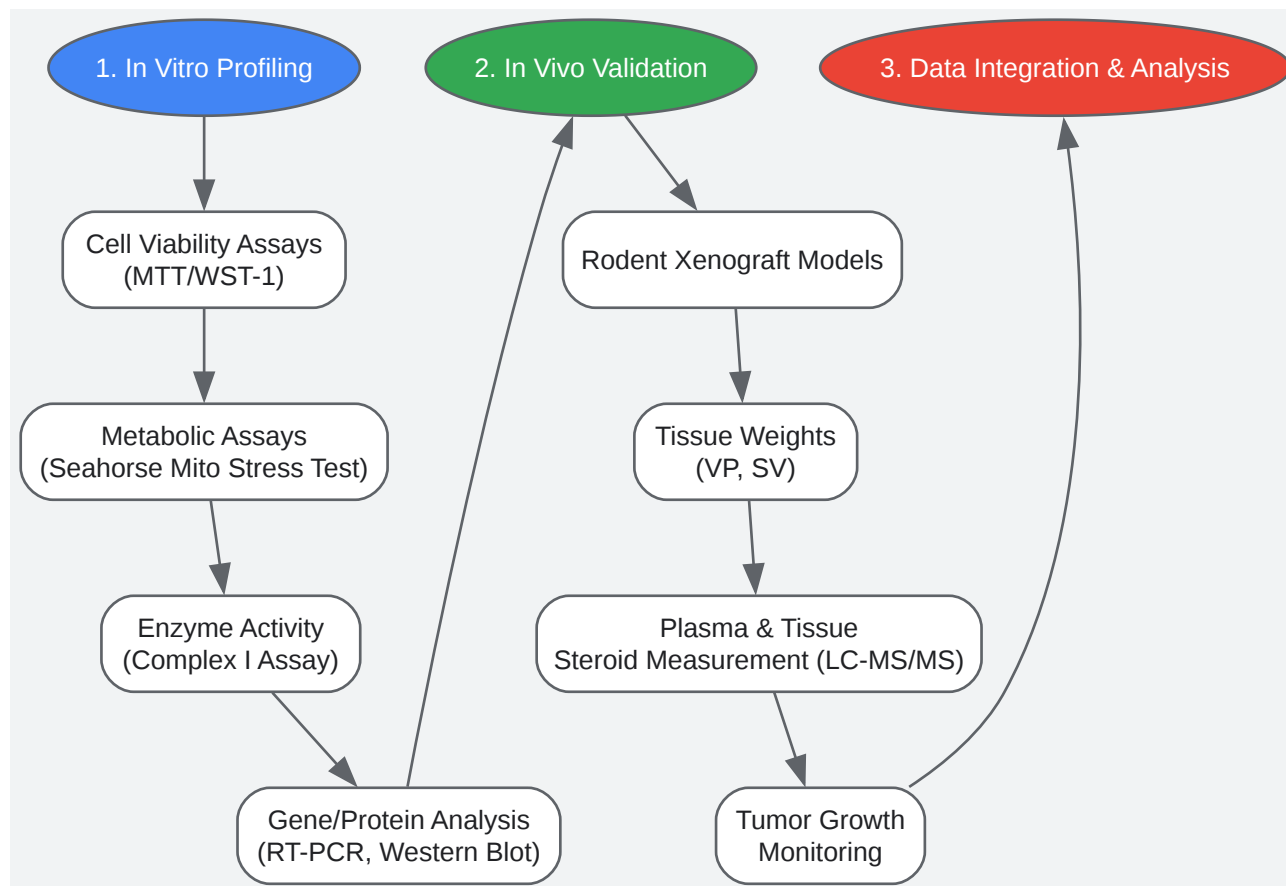 1. In Vitro Profiling
Cell Viability Assays
(MTT/WST-1)
Metabolic Assays
(Seahorse Mito Stress Test)
Enzyme Activity
(Complex I Assay)
Gene/Protein Analysis
(RT-PCR, Western Blot)
2. In Vivo Validation
Rodent Xenograft Models
Tissue Weights
(VP, SV)
Plasma & Tissue
Steroid Measurement (LC-MS/MS)
Tumor Growth
Monitoring
3. Data Integration & Analysis